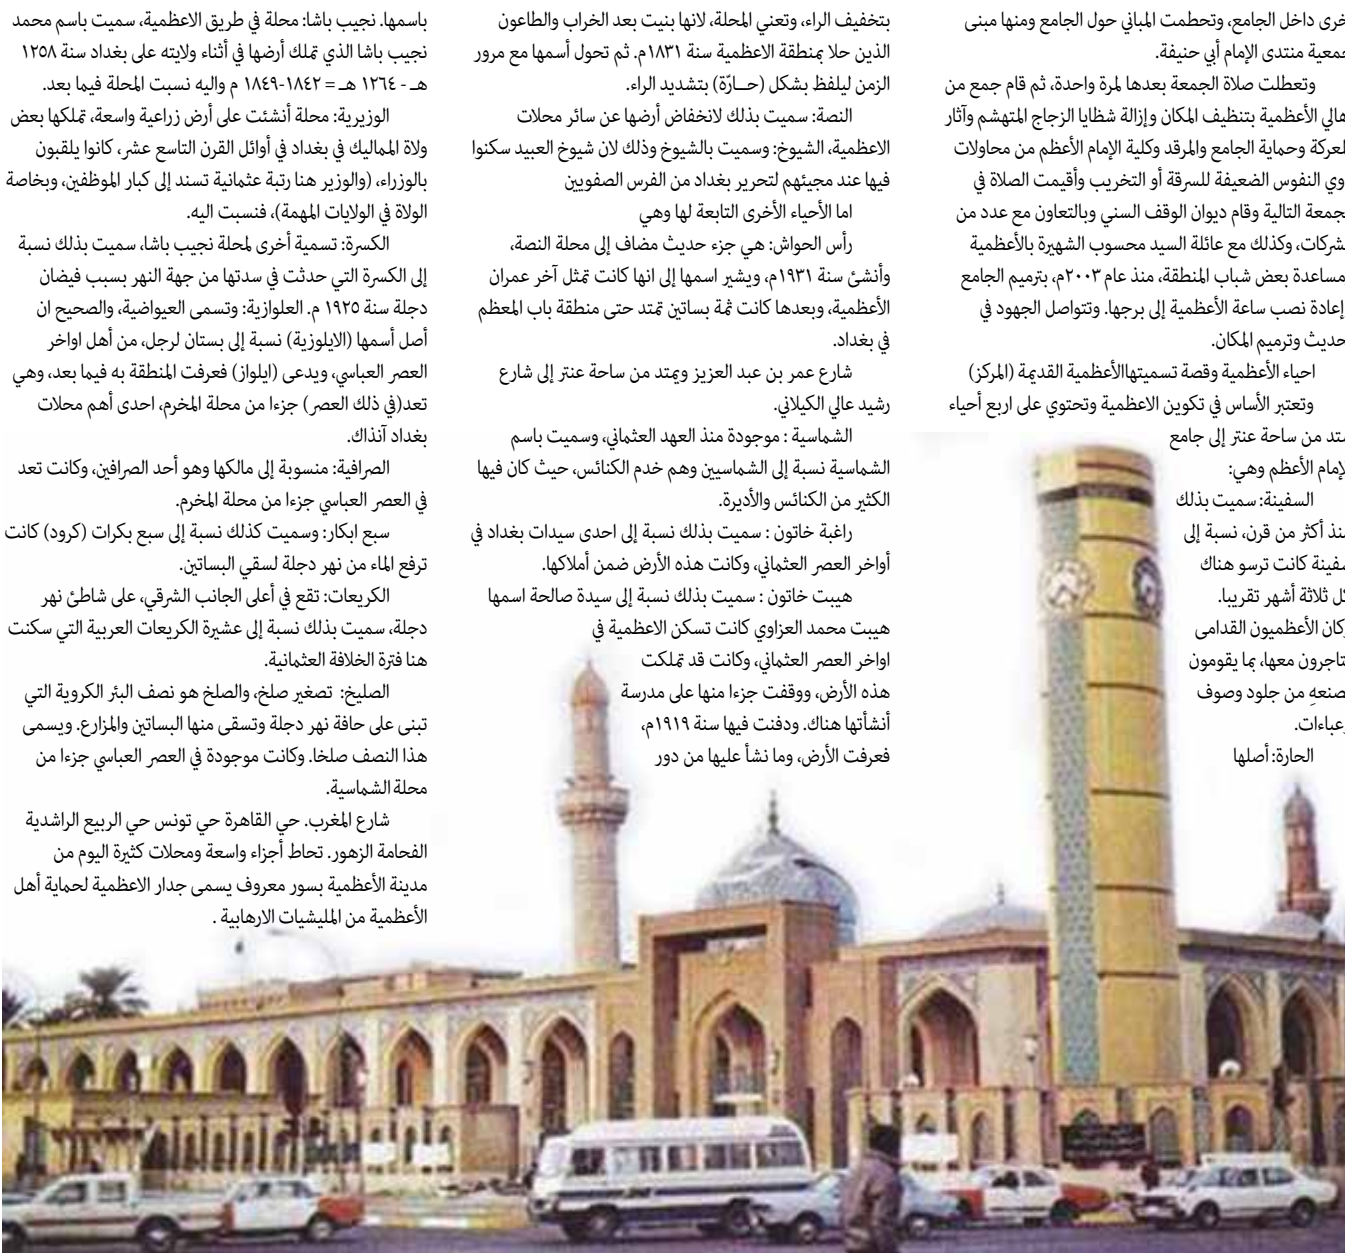 داخل الجامع، وتحطمت المباني حول الجامع ومنها مبنى
جمعية منتدى الإمام أبي حنيفة.
وتعطلت صلاة الجمعة بعدها لمرة واحدة، ثم قام جمع من
الأعظمية بتنظيف المكان وإزالة شظايا الزجاج المتهشم وآثار
وحماية الجامع والمرقد وكلية الإمام الأعظم من محاولات
النفوس الضعيفة للسرقة أو التخريب وأقيمت الصلاة في
التالية وقام ديوان الوقف السني وبالتعاون مع عدد من
وكذلك مع عائلة السيد محسوب الشهيرة بالأعظمية
بعض شباب المنطقة، منذ عام ٢٠٠٣م، بترميم الجامع
إعادة نصب ساعة الأعظمية إلى برجها. وتتواصل الجهود في
وترميم المكان.
احياء الأعظمية وقصة تسميتهاالأعظمية القديمة (المركز)
وتعتبر الأساس في تكوين الاعظمية وتحتوي على اربع أحياء
من ساحة عنتر إلى جامع
الأعظم وهي:
السفينة: سميت بذلك
أكثر من قرن، نسبة إلى
كانت ترسو هناك
ثلاثة أشهر تقريبا.
الأعظميون القدامى
معها، بما يقومون
من جلود وصوف
الحارة: أصلها
بتخفيف الراء، وتعني المحلة، لانها بنيت بعد الخراب والطاعون
الذين حلا بمنطقة الاعظمية سنة ١٨٣١م. ثم تحول أسمها مع مرور
الزمن ليلفظ بشكل (حــارّة) بتشديد الراء.
النصة: سميت بذلك لانخفاض أرضها عن سائر محلات
الاعظمية، الشيوخ: وسميت بالشيوخ وذلك لان شيوخ العبيد سكنوا
فيها عند مجيئهم لتحرير بغداد من الفرس الصفويين
اما الأحياء الأخرى التابعة لها وهي
رأس الحواش: هي جزء حديث مضاف إلى محلة النصة،
وأنشئ سنة ١٩٣١م، ويشير اسمها إلى انها كانت تمثل آخر عمران
الأعظمية، وبعدها كانت ثمة بساتين تمتد حتى منطقة باب المعظم
في بغداد.
شارع عمر بن عبد العزيز ويمتد من ساحة عنتر إلى شارع
رشيد عالي الكيلاني.
الشماسية : موجودة منذ العهد العثماني، وسميت باسم
الشماسية نسبة إلى الشماسيين وهم خدم الكنائس، حيث كان فيها
الكثير من الكنائس والأديرة.
راغبة خاتون : سميت بذلك نسبة إلى احدى سيدات بغداد في
أواخر العصر العثماني، وكانت هذه الأرض ضمن أملاكها.
هيبت خاتون : سميت بذلك نسبة إلى سيدة صالحة اسمها
هيبت محمد العزاوي كانت تسكن الاعظمية في
اواخر العصر العثماني، وكانت قد تملكت
هذه الأرض، ووقفت جزءا منها على مدرسة
أنشأتها هناك. ودفنت فيها سنة ١٩١٩م،
فعرفت الأرض، وما نشأ عليها من دور
باسمها. نجيب باشا: محلة في طريق الاعظمية، سميت باسم محمد
نجيب باشا الذي تملك أرضها في أثناء ولايته على بغداد سنة ١٢٥٨
هـ - ١٢٦٤ هـ = ١٨٤٢-١٨٤٩ م واليه نسبت المحلة فيما بعد.
الوزيرية: محلة أنشئت على أرض زراعية واسعة، تملكها بعض
ولاة المماليك في بغداد في أوائل القرن التاسع عشر، كانوا يلقبون
بالوزراء، (والوزير هنا رتبة عثمانية تسند إلى كبار الموظفين، وبخاصة
الولاة في الولايات المهمة)، فنسبت اليه.
الكسرة: تسمية أخرى لمحلة نجيب باشا، سميت بذلك نسبة
إلى الكسرة التي حدثت في سدتها من جهة النهر بسبب فيضان
دجلة سنة ١٩٢٥ م. العلوازية: وتسمى العيواضية، والصحيح ان
أصل أسمها (الايلوزية) نسبة إلى بستان لرجل، من أهل اواخر
العصر العباسي، ويدعى (ايلواز) فعرفت المنطقة به فيما بعد، وهي
تعد(في ذلك العصر) جزءا من محلة المخرم، احدى أهم محلات
بغداد آنذاك.
الصرافية: منسوبة إلى مالكها وهو أحد الصرافين، وكانت تعد
في العصر العباسي جزءا من محلة المخرم.
سبع ابكار: وسميت كذلك نسبة إلى سبع بكرات (كرود) كانت
ترفع الماء من نهر دجلة لسقي البساتين.
الكريعات: تقع في أعلى الجانب الشرقي، على شاطئ نهر
دجلة، سميت بذلك نسبة إلى عشيرة الكريعات العربية التي سكنت
هنا فترة الخلافة العثمانية.
الصليخ: تصغير صلخ، والصلخ هو نصف البئر الكروية التي
تبنى على حافة نهر دجلة وتسقى منها البساتين والمزارع. ويسمى
هذا النصف صلخا. وكانت موجودة في العصر العباسي جزءا من
محلة الشماسية.
شارع المغرب. حي القاهرة حي تونس حي الربيع الراشدية
الفحامة الزهور. تحاط أجزاء واسعة ومحلات كثيرة اليوم من
مدينة الأعظمية بسور معروف يسمى جدار الاعظمية لحماية أهل
الأعظمية من المليشيات الارهابية .